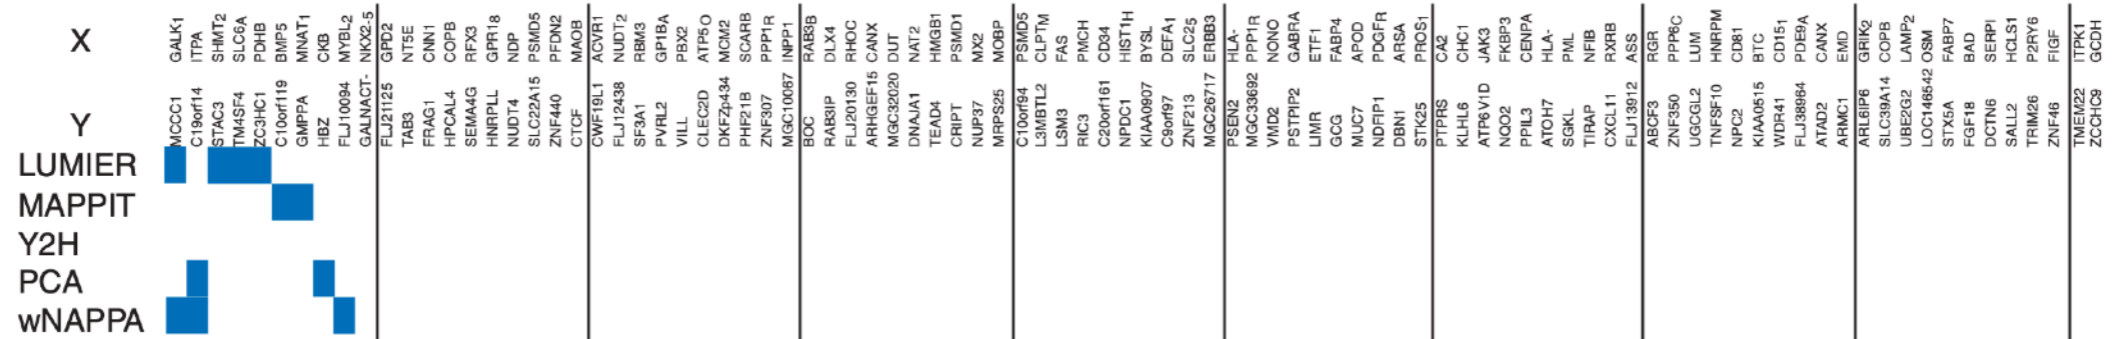 X GALK1 ITPA- SHMT2 SLC6A PDHB BMP5 MNAT1 CKB MYBL2 NKX2-5 GPD2 NT5E CNN1 COPB RFX3 GPR18 NDP PSMD5 PFDN2 MAOB ACVR1 NUDT2 RBM3 GP1BA PBX2 ATP5O MCM2 SCARB PPP1R INPP1 RAB3B DLX4 RHOC CANX DUT NAT2 HMGB1 PSMD1 MX2 MOBP PSMD5 CLPTM FAS PMCH CD34 HIST1H BYSL DEFA1 SLC25 ERBB3 HLA- PPP1R NONO GABRA ETF1 FABP4 APOD PDGFR ARSA PROS1 CA2 CHC1 JAK3 FKBP3 CENPA HLA- PML NFIB RXRB ASS RGR PPP6C LUM HNRPM CD81 BTC CD151 PDE9A CANX EMD GRIK2 COPB LAMP2 OSM FABP7 BAD SERPI HCLS1 P2RY6 FIGF ITPK1 GCDH
Y MCCC1 C19orf14 STAC3 TM4SF4 ZC3HC1 C10orf119 GMPPA HBZ FLJ10094 GALNACT- FLJ21125 TAB3 FRAG1 HPCAL4 SEMA4G HNRPLL NUDT4 SLC22A15 ZNF440 CTCF CWF19L1 FLJ12438 SF3A1 PVRL2 VILL CLEC2D DKFZp434 PHF21B ZNF307 MGC10067 BOC RAB3IP FLJ20130 ARHGEF15 MGC32020 DNAJA1 TEAD4 CRIPT NUP37 MRPS25 C10orf94 L3MBTL2 LSM3 RIC3 C20orf161 NPDC1 KIAA0907 C9orf97 ZNF213 MGC26717 PSEN2 MGC33692 VMD2 PSTPIP2 LIMR GCG MUC7 NDFIP1 DBN1 STK25 PTPRS KLHL6 ATP6V1D NQO2 PPIL3 ATOH7 SGKL TIRAP CXCL11 FLJ13912 ABCF3 ZNF350 UGCGL2 TNFSF10 NPC2 KIAA0515 WDR41 FLJ38964 ATAD2 ARMC1 ARL6IP6 SLC39A14 UBE2G2 LOC146542 STX5A FGF18 DCTN6 SALL2 TRIM26 ZNF46 TMEM22 ZCCHC9
LUMIER
MAPPIT
Y2H
PCA
wNAPPA